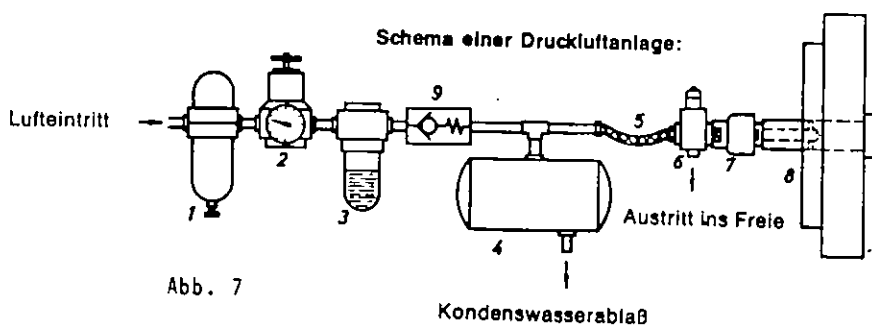 Schema einer Druckluftanlage:
Lufteintritt
1
2
3
9
4
5
6
7
8
Austritt ins Freie
Kondenswasserablaß
Abb. 7